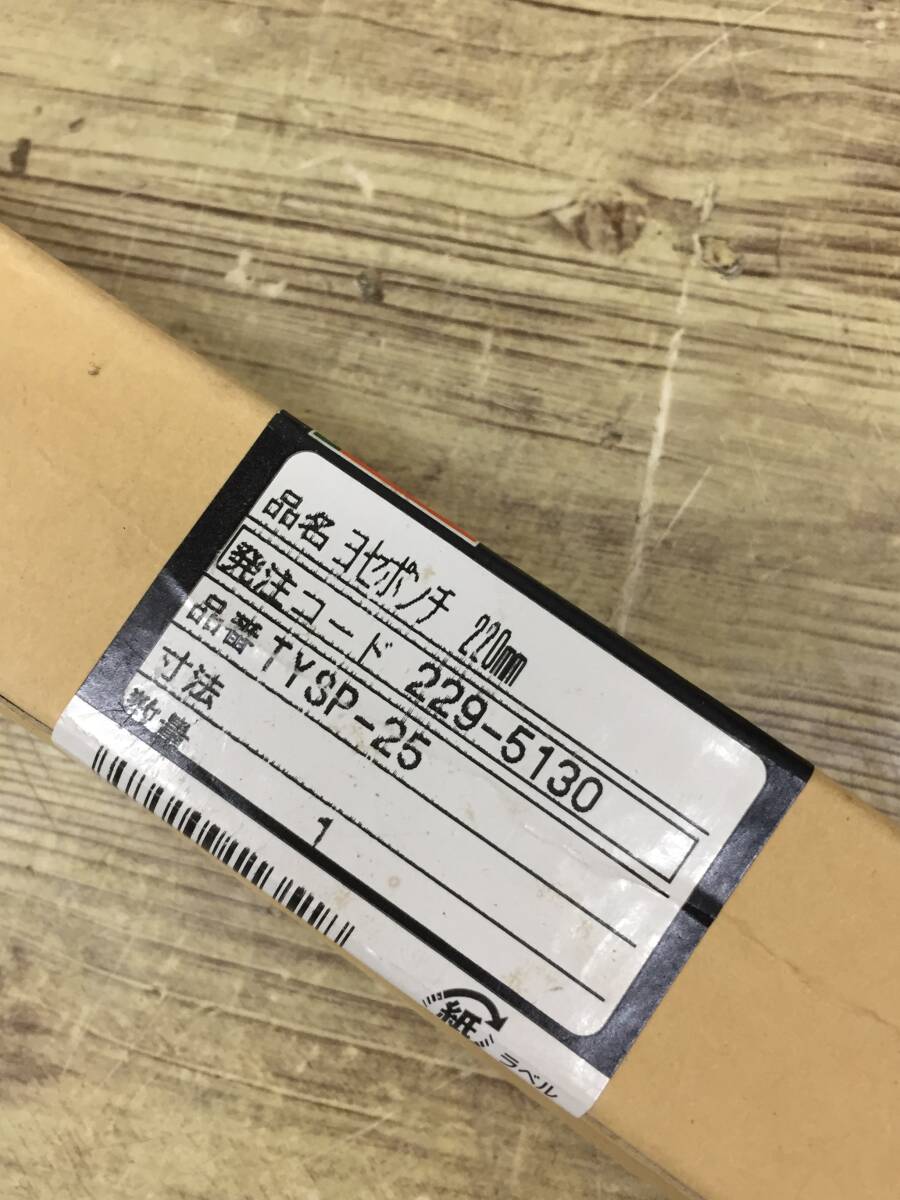 品名 ヨセポンチ 220mm
発注コード 229-5130
品番 TYSP-25
寸法
数量 1
紙
ラベル